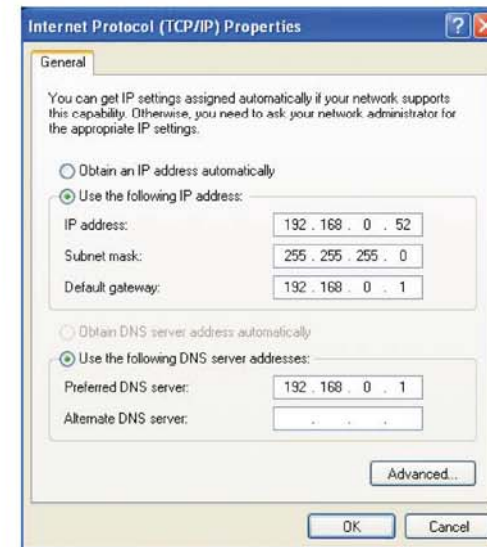 Internet Protocol (TCP/IP) Properties
General
You can get IP settings assigned automatically if your network supports
this capability. Otherwise, you need to ask your network administrator for
the appropriate IP settings.
Obtain an IP address automatically
Use the following IP address:
IP address: 192 . 168 . 0 . 52
Subnet mask: 255 . 255 . 255 . 0
Default gateway: 192 . 168 . 0 . 1
Obtain DNS server address automatically
Use the following DNS server addresses:
Preferred DNS server: 192 . 168 . 0 . 1
Alternate DNS server: . . .
Advanced...
OK Cancel